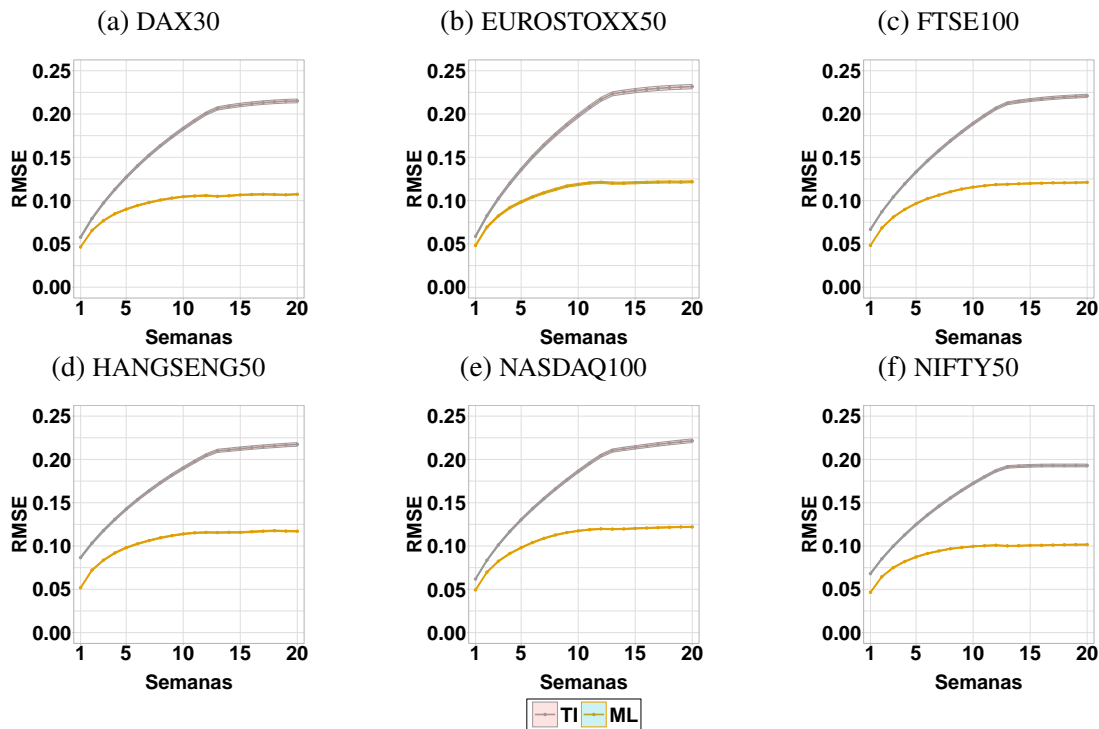 (a) DAX30
(b) EUROSTOXX50
(c) FTSE100
RMSE
0.25
0.20
0.15
0.10
0.05
0.00
1 5 10 15 20
Semanas
RMSE
0.25
0.20
0.15
0.10
0.05
0.00
1 5 10 15 20
Semanas
RMSE
0.25
0.20
0.15
0.10
0.05
0.00
1 5 10 15 20
Semanas
(d) HANGSENG50
(e) NASDAQ100
(f) NIFTY50
RMSE
0.25
0.20
0.15
0.10
0.05
0.00
1 5 10 15 20
Semanas
RMSE
0.25
0.20
0.15
0.10
0.05
0.00
1 5 10 15 20
Semanas
RMSE
0.25
0.20
0.15
0.10
0.05
0.00
1 5 10 15 20
Semanas
TI ML